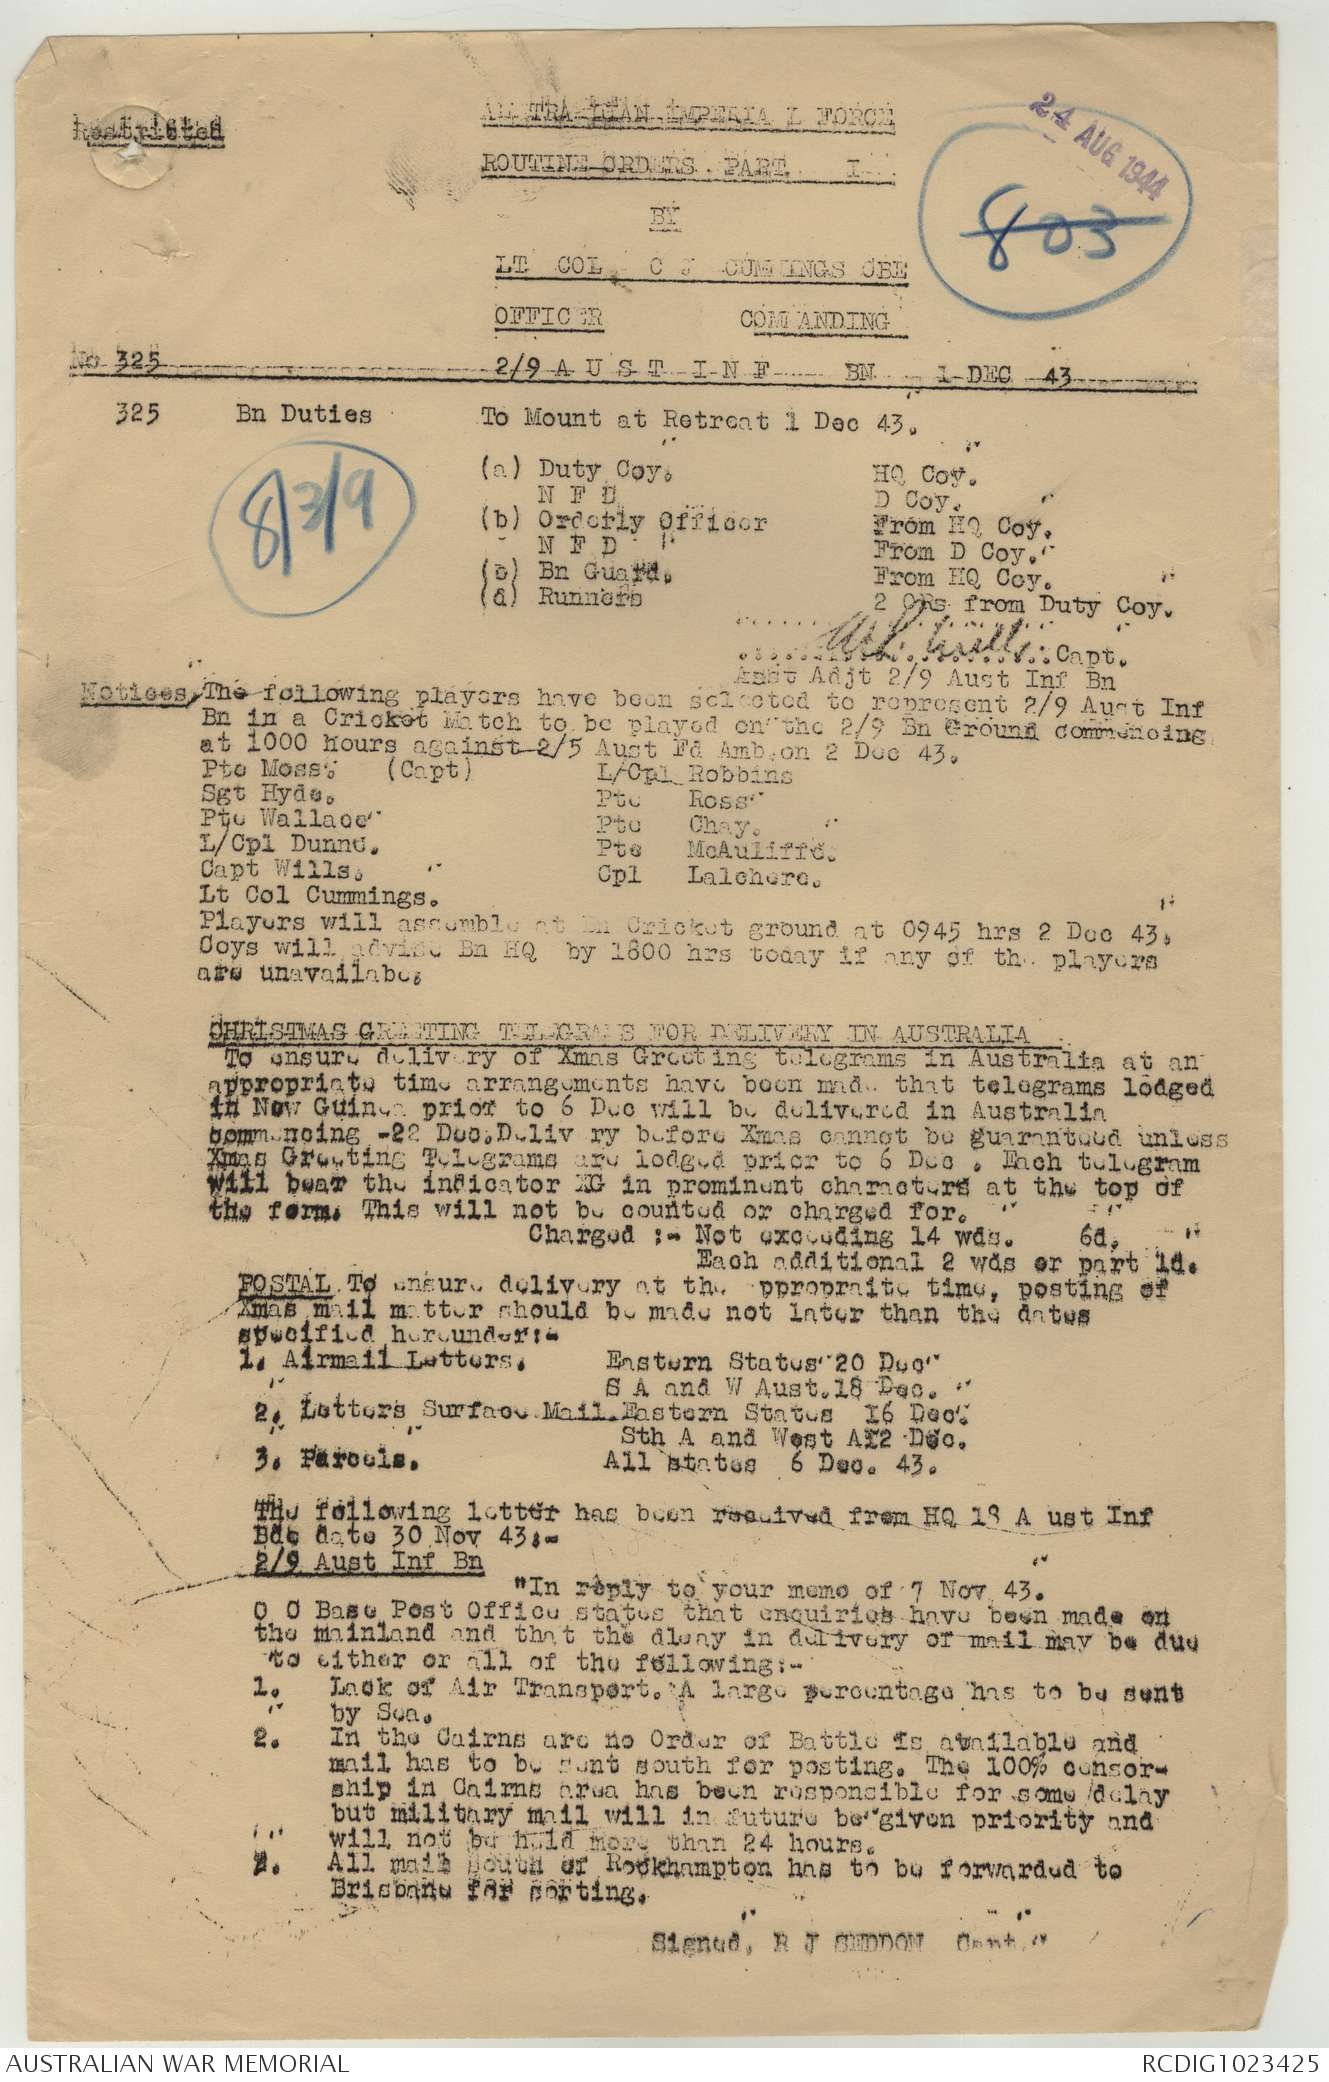 Restricted
AUSTRALIAN IMPERIAL FORCE
24 AUG 1944
ROUTINE ORDERS. PART I
BY
803
LT COL C J CUMMINGS OBE
OFFICER COMMANDING
No 325 2/9 A U S T I N F BN 1 DEC 43
325 Bn Duties To Mount at Retreat 1 Dec 43.
8/3/9
(a) Duty Coy. HQ Coy.
N F D D Coy.
(b) Orderly Officer From HQ Coy.
N F D " From D Coy.
(c) Bn Guard. From HQ Coy.
(d) Runners 2 ORs from Duty Coy.
Wills Capt.
Asst Adjt 2/9 Aust Inf Bn
Notices, The following players have been selected to represent 2/9 Aust Inf
Bn in a Cricket Match to be played on the 2/9 Bn Ground commencing
at 1000 hours against 2/5 Aust Fd Amb, on 2 Dec 43.
Pte Moss. (Capt) L/Cpl Robbins
Sgt Hyde. Pte Ross
Pte Wallace Pte Chay.
L/Cpl Dunne. Pte McAuliffe.
Capt Wills. Cpl Lalchere.
Lt Col Cummings.
Players will assemble at Bn Cricket ground at 0945 hrs 2 Dec 43.
Coys will advise Bn HQ by 1800 hrs today if any of the players
are unavailabe.
CHRISTMAS GREETING TELEGRAMS FOR DELIVERY IN AUSTRALIA
To ensure delivery of Xmas Greeting telegrams in Australia at an
appropriate time arrangements have been made that telegrams lodged
in New Guinea prior to 6 Dec will be delivered in Australia
commencing -22 Dec. Delivery before Xmas cannot be guaranteed unless
Xmas Greeting Telegrams are lodged prior to 6 Dec . Each telegram
will bear the indicator XG in prominent characters at the top of
the form. This will not be counted or charged for.
Charged :- Not exceeding 14 wds. 6d.
Each additional 2 wds or part 1d.
POSTAL To ensure delivery at the ppropraite time, posting of
Xmas mail matter should be made not later than the dates
specified hereunder:-
1. Airmail Letters. Eastern States 20 Dec
S A and W Aust. 18 Dec.
2. Letters Surface Mail. Eastern States 16 Dec.
Sth A and West A 12 Dec.
3. Parcels. All states 6 Dec. 43.
The following letter has been received from HQ 18 A ust Inf
Bde date 30 Nov 43:-
2/9 Aust Inf Bn
"In reply to your memo of 7 Nov 43.
O O Base Post Office states that enquiries have been made on
the mainland and that the dleay in delivery of mail may be due
to either or all of the following:-
1. Lack of Air Transport. A large percentage has to be sent
by Sea.
2. In the Cairns are no Order of Battle is available and
mail has to be sent south for posting. The 100% censor-
ship in Cairns area has been responsible for some delay
but military mail will in future be given priority and
will not be held more than 24 hours.
All mail South of Rockhampton has to be forwarded to
Brisbane for sorting.
Signed, R J SEDDON Capt."
AUSTRALIAN WAR MEMORIAL RCDIG1023425